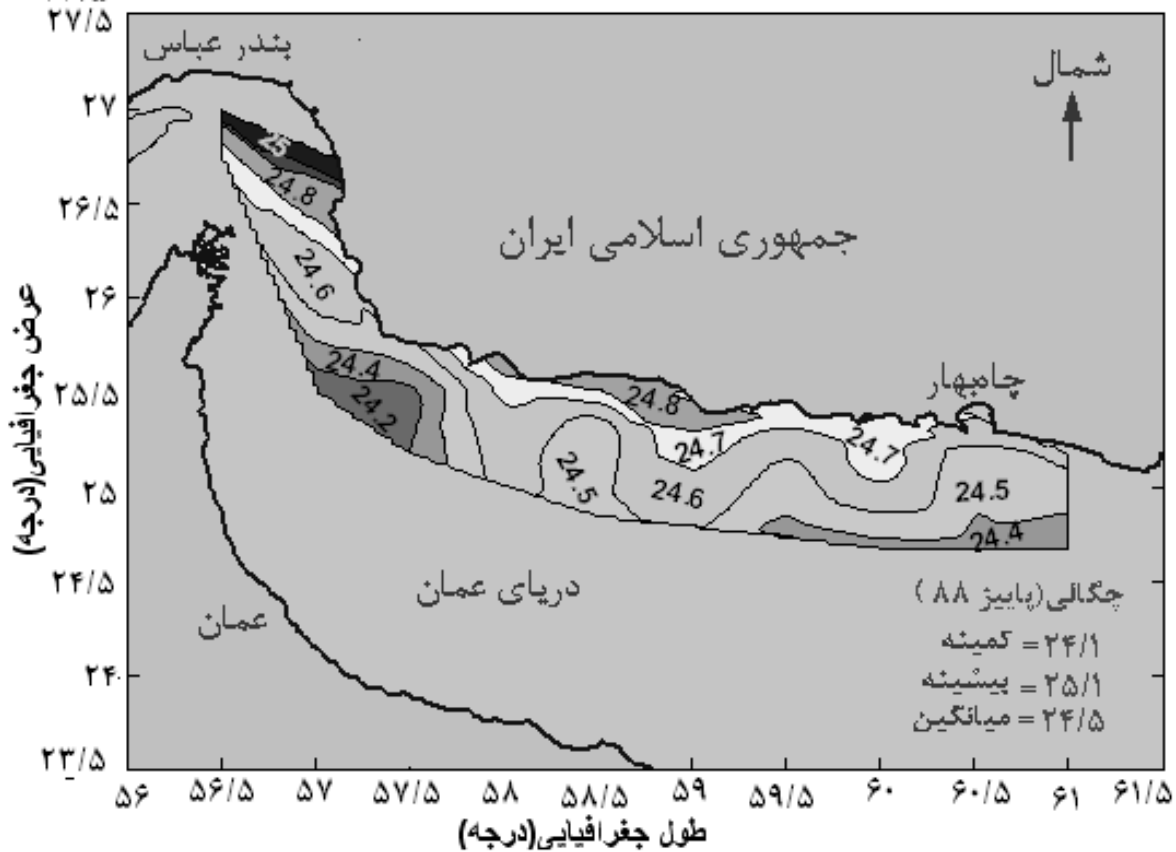 ۲۷/۵
بندر عباس
شمال
۲۷
25
24.8
۲۶/۵
جمهوری اسلامی ایران
24.6
۲۶
عرض جغرافیایی(درجه)
24.4
24.2
۲۵/۵
24.8
چابهار
24.7
24.7
24.5
24.6
24.5
۲۵
24.4
۲۴/۵
دریای عمان
عمان
چگالی(پاییز ۸۸ )
کمینه = ۲۴/۱
بیشینه = ۲۵/۱
میانگین = ۲۴/۵
۲۴
۲۳/۵
۵۶ ۵۶/۵ ۵۷ ۵۷/۵ ۵۸ ۵۸/۵ ۵۹ ۵۹/۵ ۶۰ ۶۰/۵ ۶۱ ۶۱/۵
طول جغرافیایی(درجه)